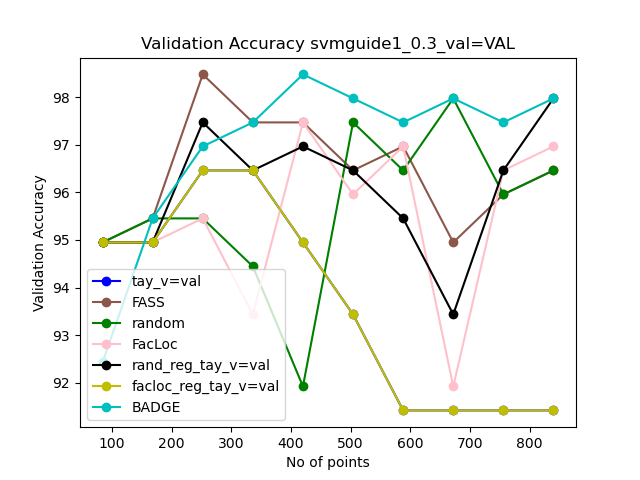 Validation Accuracy svmguide1_0.3_val=VAL
Validation Accuracy
98
97
96
95
94
93
92
tay_v=val
FASS
random
FacLoc
rand_reg_tay_v=val
facloc_reg_tay_v=val
BADGE
100 200 300 400 500 600 700 800
No of points